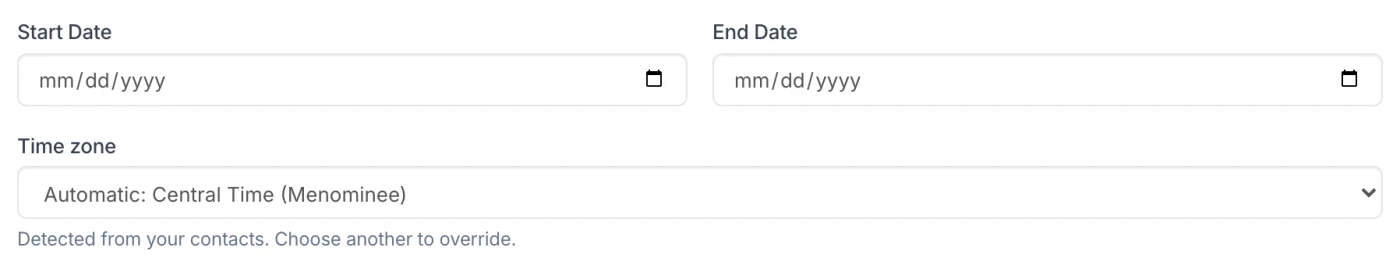 Start Date
End Date
mm/dd/yyyy
mm/dd/yyyy
Time zone
Automatic: Central Time (Menominee)
Detected from your contacts. Choose another to override.